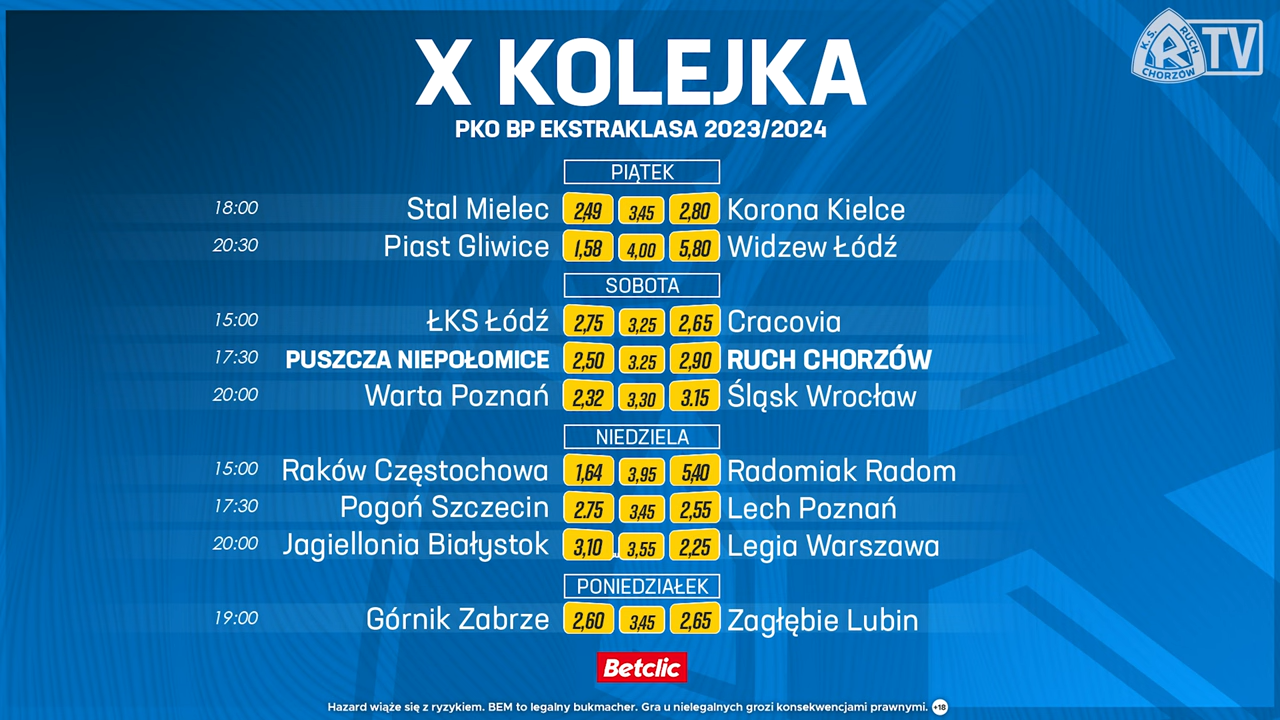 K.S. RUCH CHORZÓW R TV
X KOLEJKA
PKO BP EKSTRAKLASA 2023/2024
PIĄTEK
18:00 Stal Mielec 2,49 3,45 2,80 Korona Kielce
20:30 Piast Gliwice 1,58 4,00 5,80 Widzew Łódź
SOBOTA
15:00 ŁKS Łódź 2,75 3,25 2,65 Cracovia
17:30 PUSZCZA NIEPOŁOMICE 2,50 3.25 2,90 RUCH CHORZÓW
20:00 Warta Poznań 2,32 3,30 3.15 Śląsk Wrocław
NIEDZIELA
15:00 Raków Częstochowa 1,64 3,95 5,40 Radomiak Radom
17:30 Pogoń Szczecin 2.75 3,45 2,55 Lech Poznań
20:00 Jagiellonia Białystok 3,10 3,55 2,25 Legia Warszawa
PONIEDZIAŁEK
19:00 Górnik Zabrze 2,60 3,45 2,65 Zagłębie Lubin
Betclic
Hazard wiąże się z ryzykiem. BEM to legalny bukmacher. Gra u nielegalnych grozi konsekwencjami prawnymi. +18